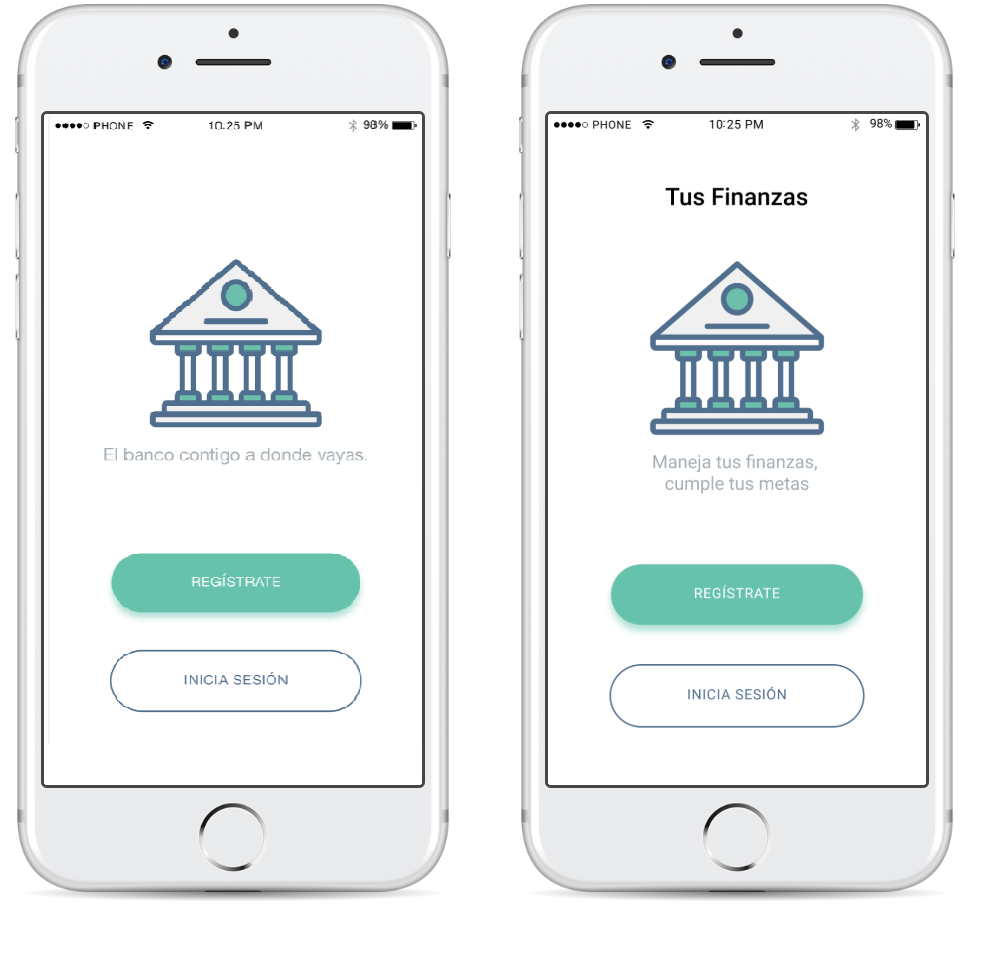 PHONE 10:25 PM 98%
El banco contigo a donde vayas.
REGÍSTRATE
INICIA SESIÓN
PHONE 10:25 PM 98%
Tus Finanzas
Maneja tus finanzas,
cumple tus metas
REGÍSTRATE
INICIA SESIÓN